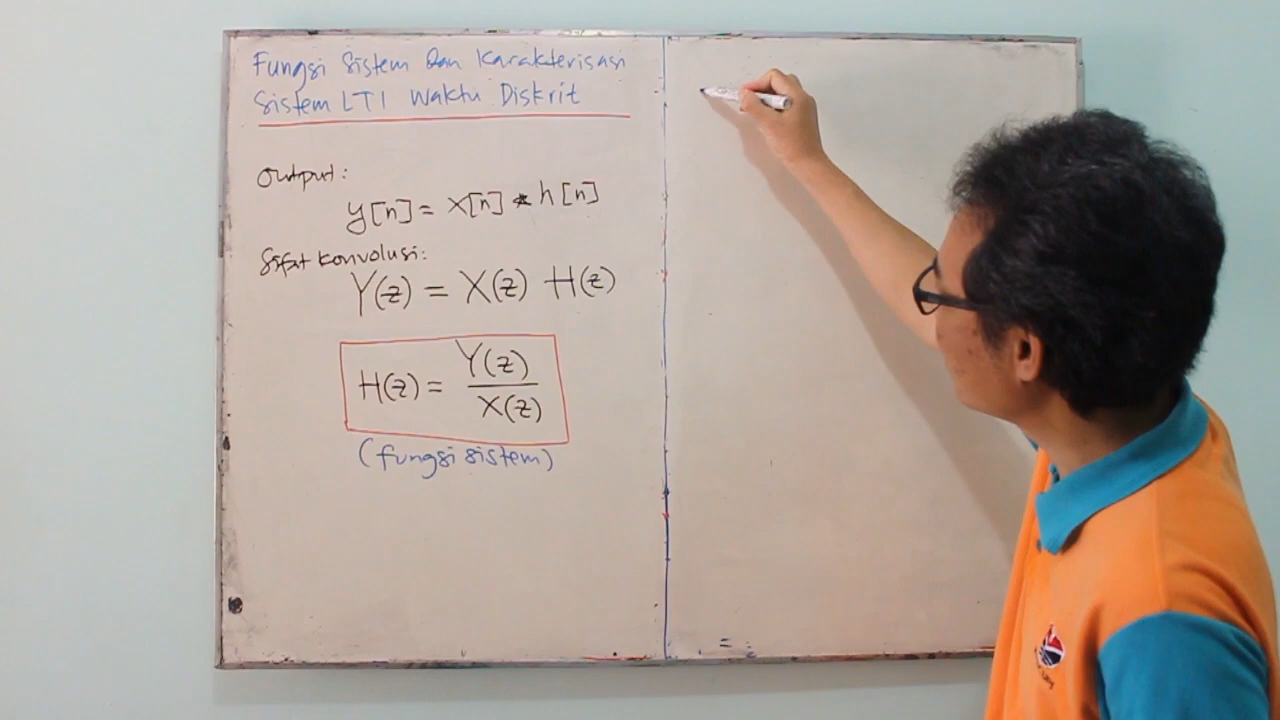 Fungsi Sistem Dan Karakterisasi
Sistem LTI Waktu Diskrit
Output:
y[n] = x[n] * h[n]
Sifat konvolusi:
Y(z) = X(z) H(z)
H(z) = Y(z) / X(z)
(fungsi sistem)